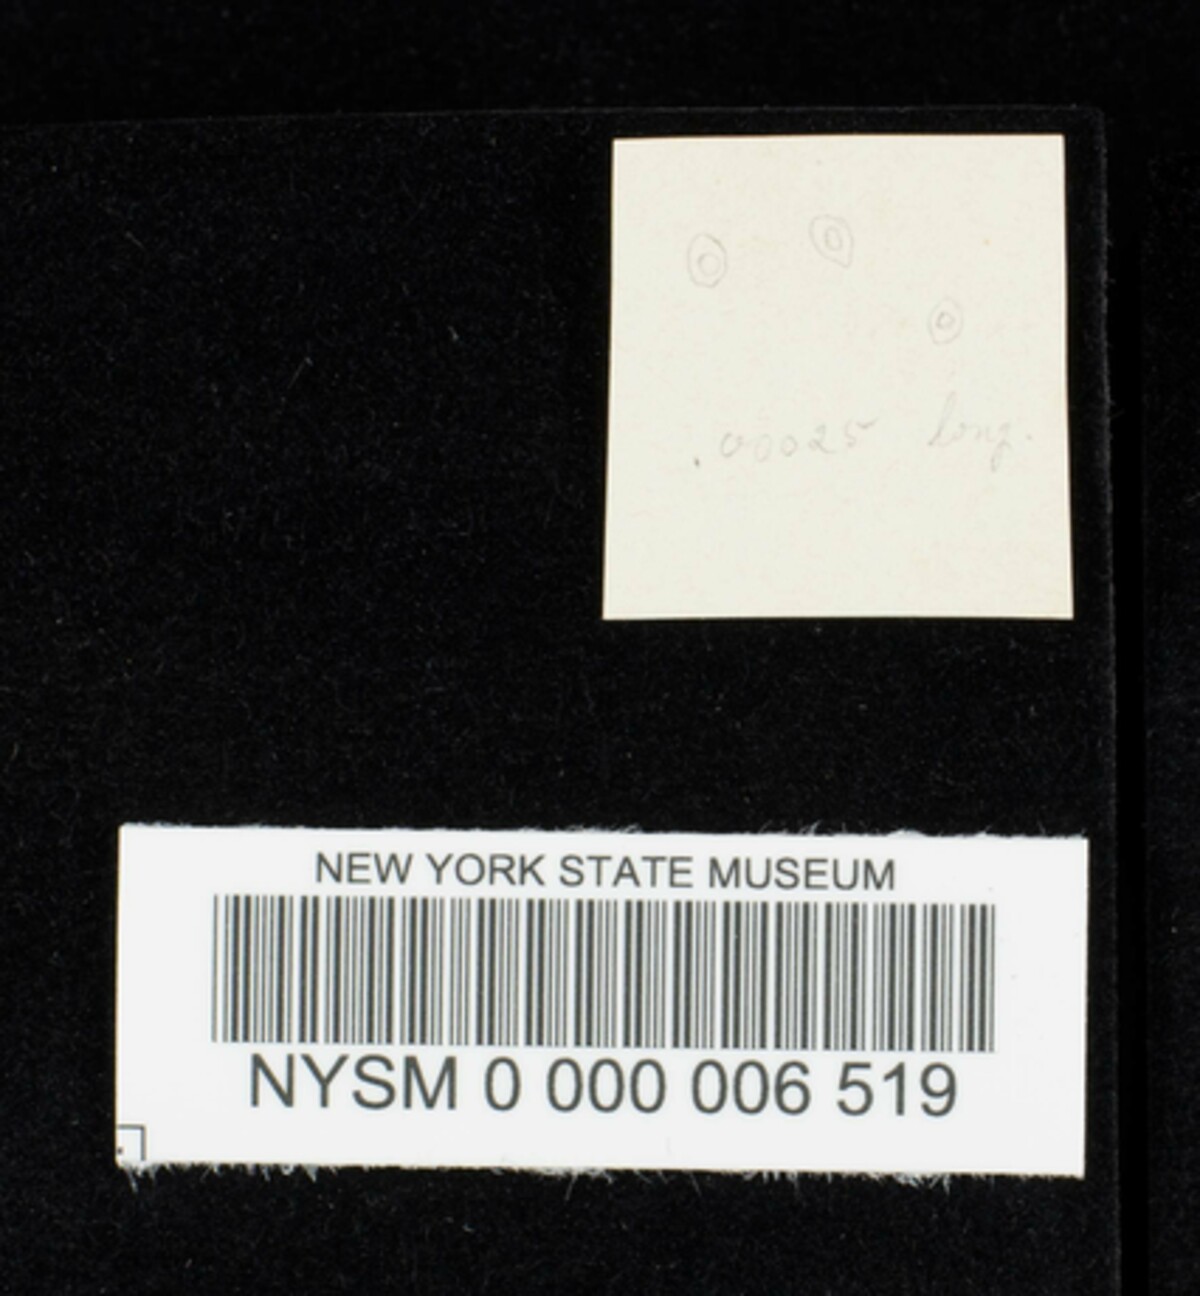 .00025 long.
NEW YORK STATE MUSEUM
NYSM 0 000 006 519